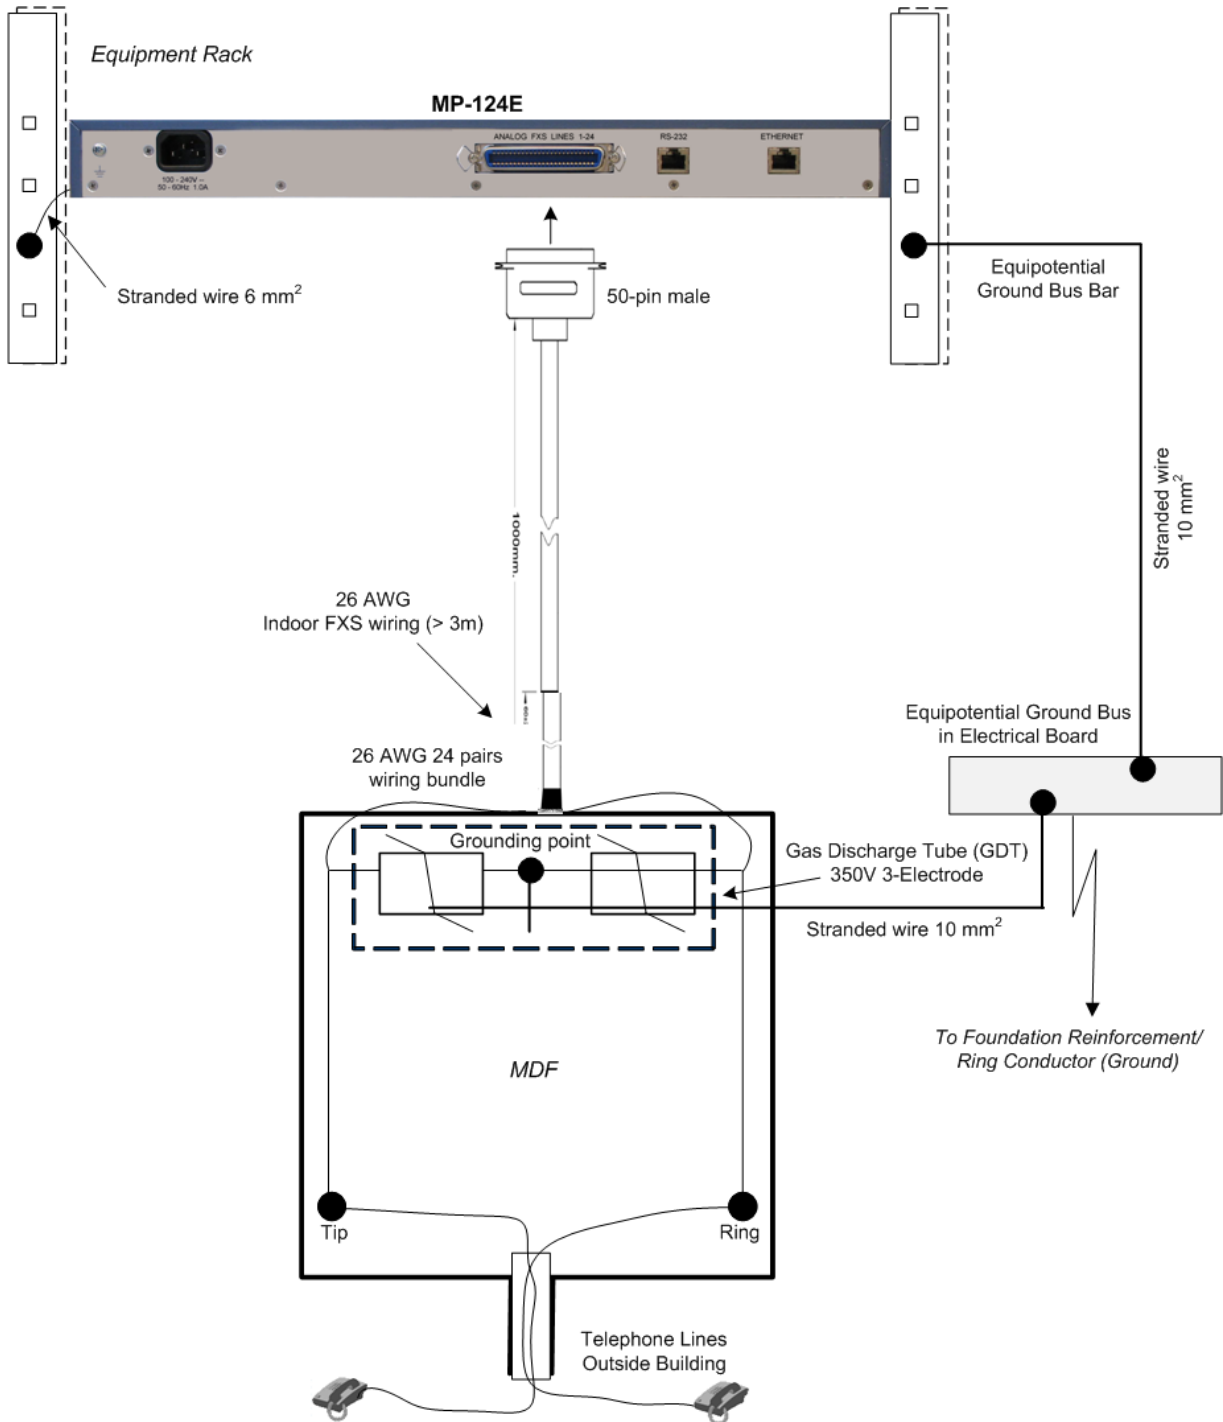 Equipment Rack
MP-124E
ANALOG FXS LINES 1-24
RS-232
ETHERNET
100 - 240V ~
50 - 60Hz 1.0A
Stranded wire 6 mm²
50-pin male
Equipotential
Ground Bus Bar
Stranded wire
10 mm²
1000mm.
26 AWG
Indoor FXS wiring (> 3m)
26 AWG 24 pairs
wiring bundle
Equipotential Ground Bus
in Electrical Board
Grounding point
Gas Discharge Tube (GDT)
350V 3-Electrode
Stranded wire 10 mm²
To Foundation Reinforcement/
Ring Conductor (Ground)
MDF
Tip
Ring
Telephone Lines
Outside Building